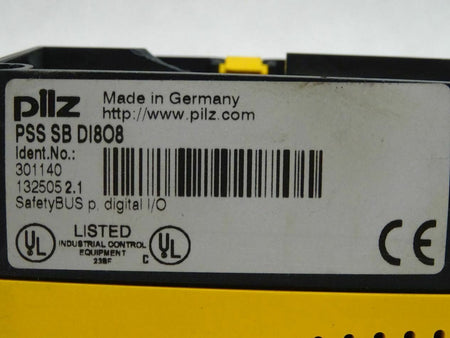 pilz
Made in Germany
http://www.pilz.com
PSS SB DI8O8
Ident.No.:
301140
132505 2.1
SafetyBUS p. digital I/O
UL
LISTED
INDUSTRIAL CONTROL
EQUIPMENT
23BF
C
UL
CE